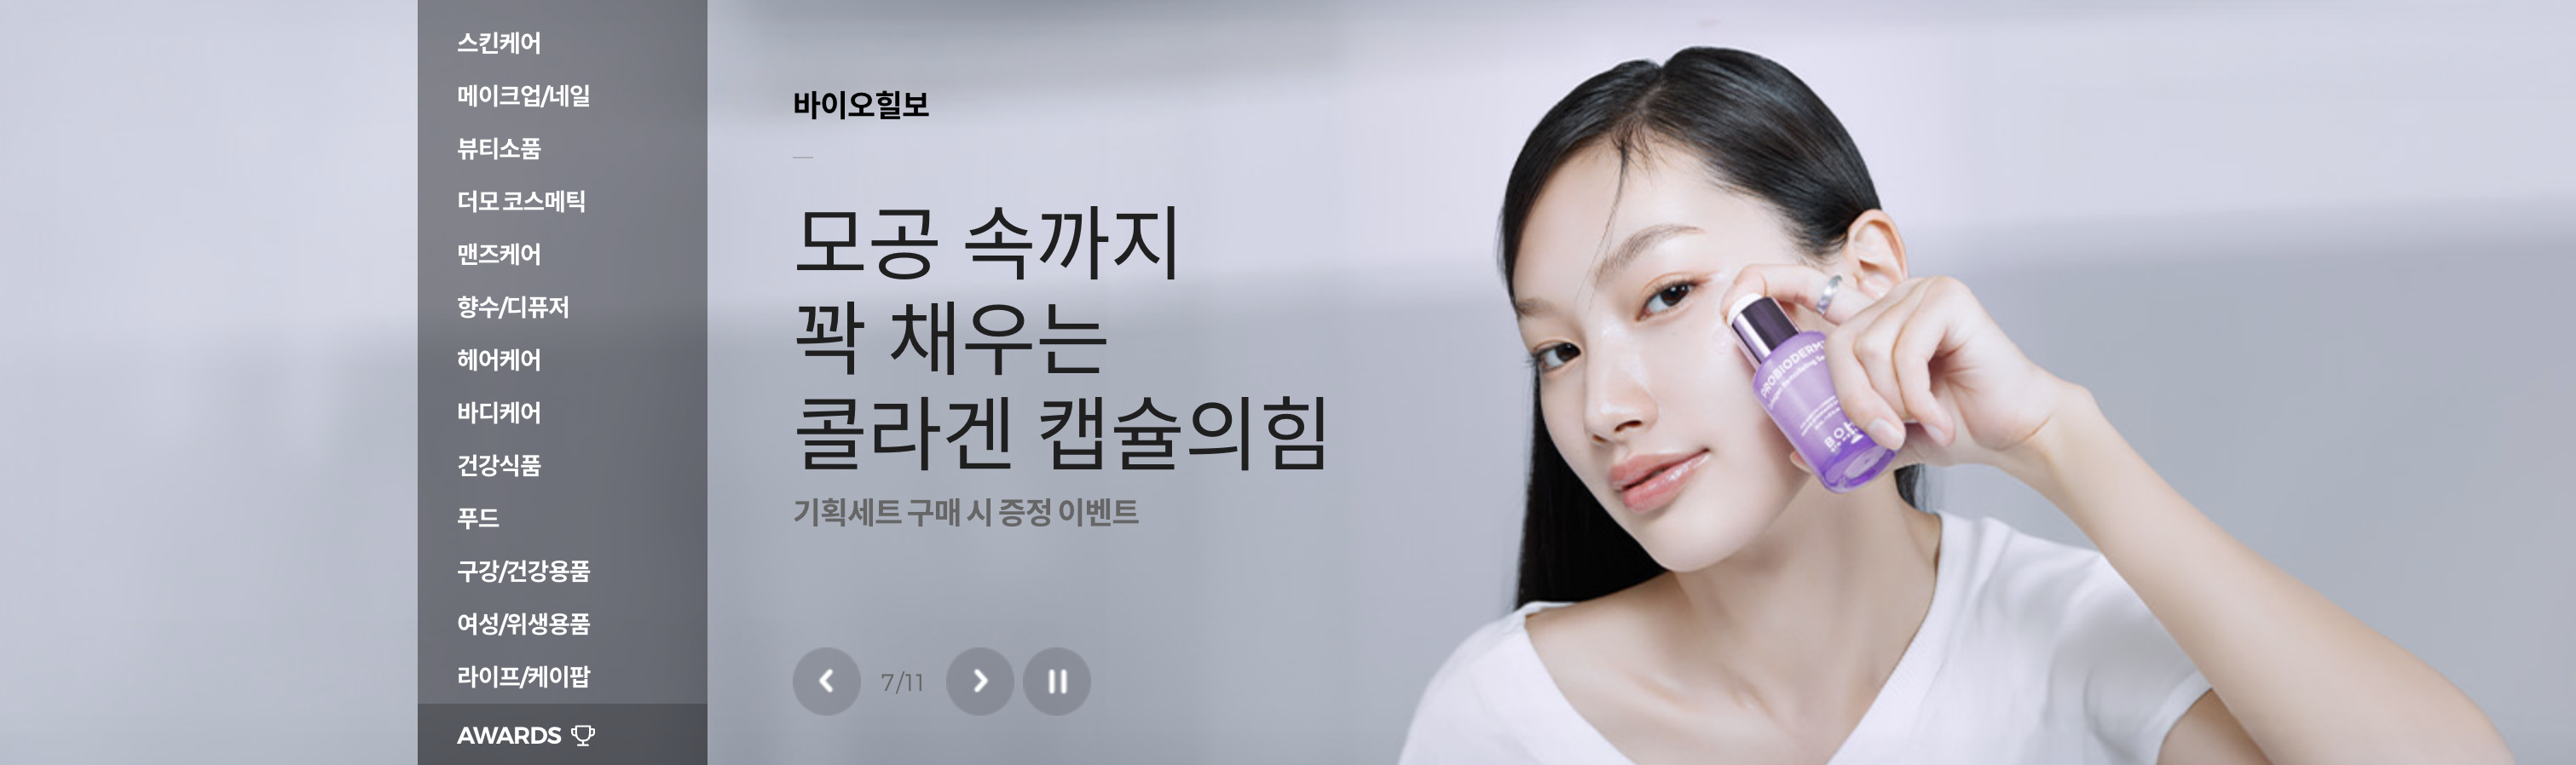 스킨케어
메이크업/네일
뷰티소품
더모 코스메틱
맨즈케어
향수/디퓨저
헤어케어
바디케어
건강식품
푸드
구강/건강용품
여성/위생용품
라이프/케이팝
AWARDS
바이오힐보
모공 속까지
꽉 채우는
콜라겐 캡슐의힘
기획세트 구매 시 증정 이벤트
7/11
PROBIODERM
BOH